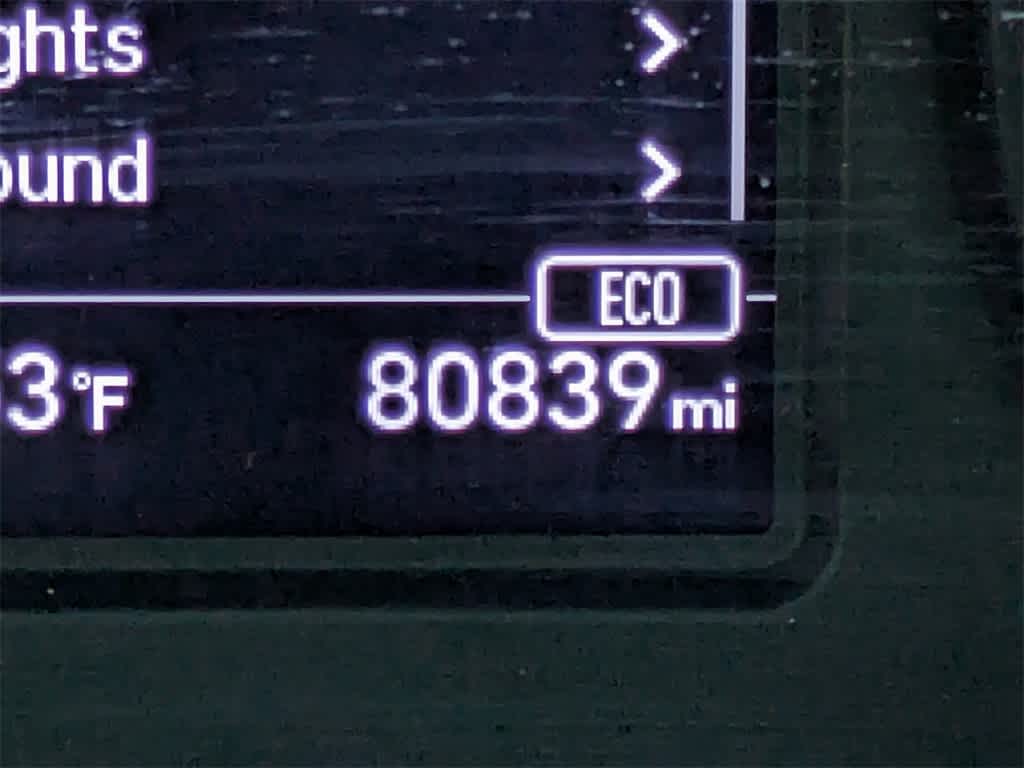 ghts >
ound >
ECO
3°F 80839 mi